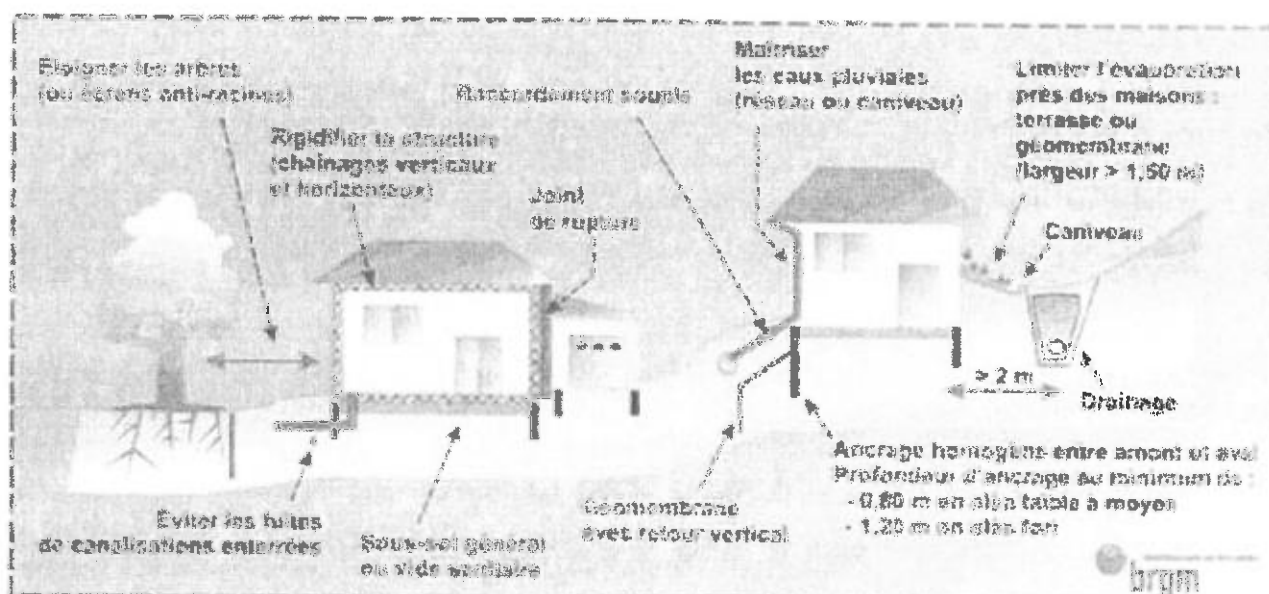 Eloigner les arbres
(ou écrans anti-racines)
Rigidifier la structure
(chainages verticaux
et horizontaux)
Raccordement souple
Joint
de rupture
Maîtriser
les eaux pluviales
(réseau ou caniveau)
Limiter l'évaporation
près des maisons :
terrasse ou
géomembrane
(largeur > 1,50 m)
Caniveau
> 2 m
Drainage
Eviter les fuites
de canalisations enterrées
Sous-sol général
ou vide sanitaire
Géomembrane
avec retour vertical
Ancrage homogène entre amont et aval
Profondeur d'ancrage au minimum de :
- 0,80 m en aléa faible à moyen
- 1,20 m en aléa fort
brgm